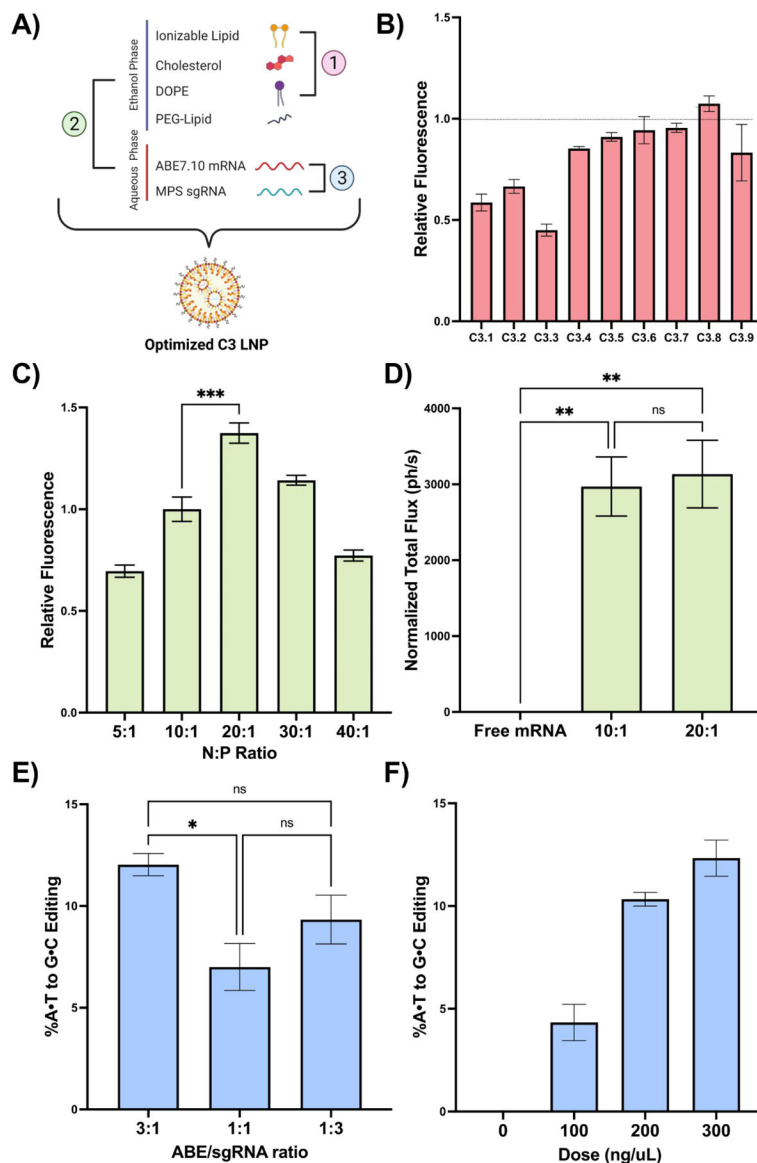 A)
Ethanol Phase
Ionizable Lipid
Cholesterol
DOPE
PEG-Lipid
1
2
Aqueous Phase
ABE7.10 mRNA
MPS sgRNA
3
Optimized C3 LNP
B)
Relative Fluorescence
1.5
1.0
0.5
0.0
C3.1 C3.2 C3.3 C3.4 C3.5 C3.6 C3.7 C3.8 C3.9
C)
Relative Fluorescence
1.5
1.0
0.5
0.0
***
5:1 10:1 20:1 30:1 40:1
N:P Ratio
D)
Normalized Total Flux (ph/s)
4000
3000
2000
1000
0
**
** ns
Free mRNA 10:1 20:1
E)
%A•T to G•C Editing
15
10
5
0
ns
* ns
3:1 1:1 1:3
ABE/sgRNA ratio
F)
%A•T to G•C Editing
15
10
5
0
0 100 200 300
Dose (ng/uL)